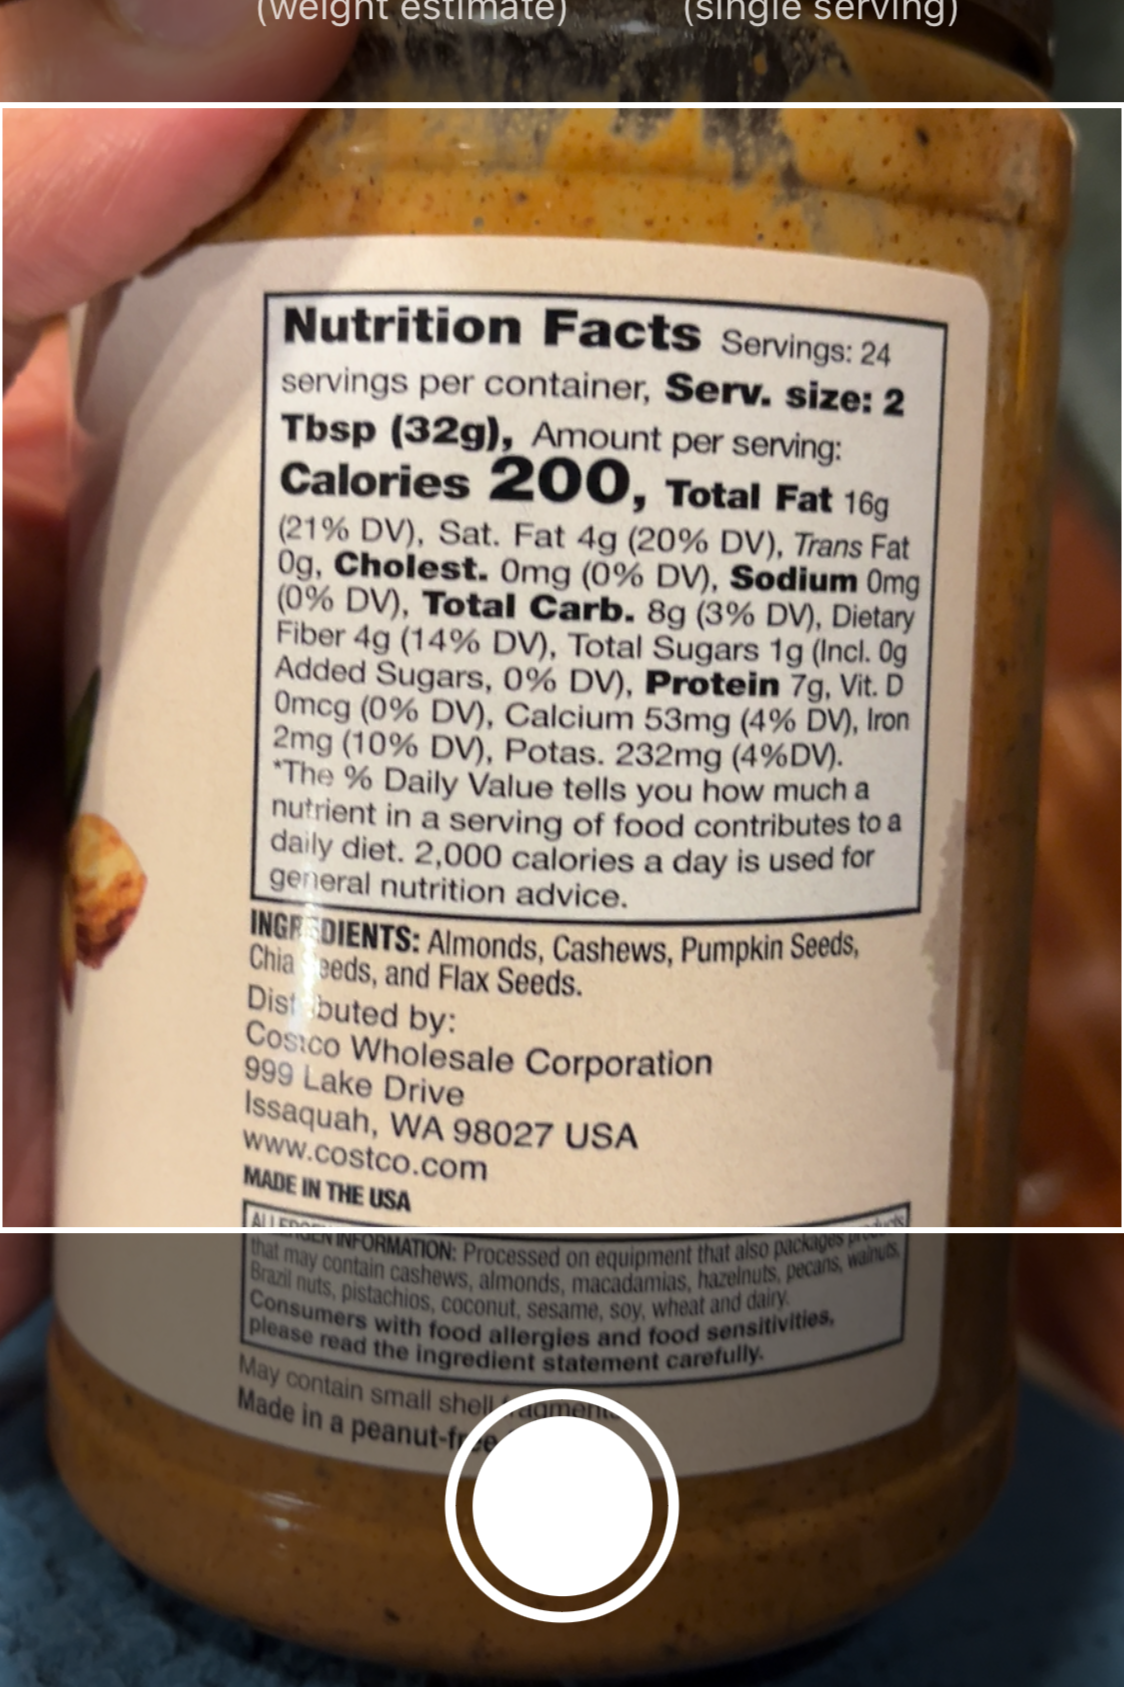 (weight estimate) (single serving)
Nutrition Facts Servings: 24
servings per container, Serv. size: 2
Tbsp (32g), Amount per serving:
Calories 200, Total Fat 16g
(21% DV), Sat. Fat 4g (20% DV), Trans Fat
0g, Cholest. 0mg (0% DV), Sodium 0mg
(0% DV), Total Carb. 8g (3% DV), Dietary
Fiber 4g (14% DV), Total Sugars 1g (Incl. 0g
Added Sugars, 0% DV), Protein 7g, Vit. D
0mcg (0% DV), Calcium 53mg (4% DV), Iron
2mg (10% DV), Potas. 232mg (4%DV).
*The % Daily Value tells you how much a
nutrient in a serving of food contributes to a
daily diet. 2,000 calories a day is used for
general nutrition advice.
INGREDIENTS: Almonds, Cashews, Pumpkin Seeds,
Chia Seeds, and Flax Seeds.
Distributed by:
Costco Wholesale Corporation
999 Lake Drive
Issaquah, WA 98027 USA
www.costco.com
MADE IN THE USA
ALLERGEN INFORMATION: Processed on equipment that also packages products
that may contain cashews, almonds, macadamias, hazelnuts, pecans, walnuts,
Brazil nuts, pistachios, coconut, sesame, soy, wheat and dairy.
Consumers with food allergies and food sensitivities,
please read the ingredient statement carefully.
May contain small shell fragments
Made in a peanut-free